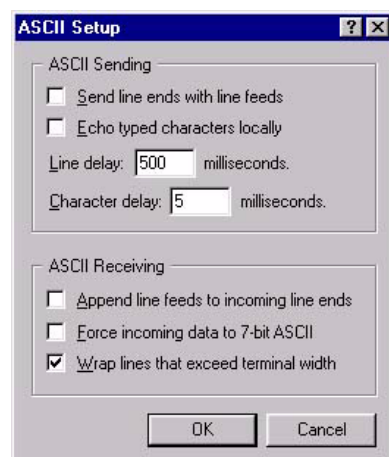 ASCII Setup
ASCII Sending
Send line ends with line feeds
Echo typed characters locally
Line delay: 500 milliseconds.
Character delay: 5 milliseconds.
ASCII Receiving
Append line feeds to incoming line ends
Force incoming data to 7-bit ASCII
Wrap lines that exceed terminal width
OK Cancel